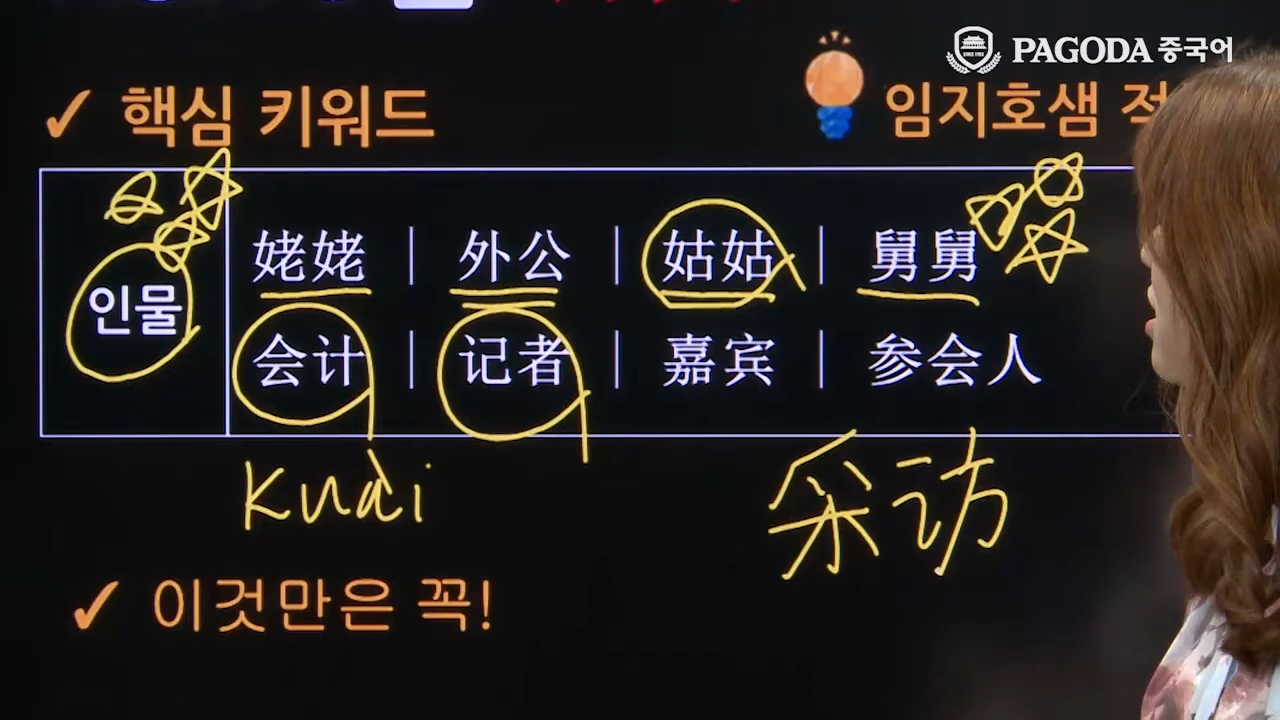 PAGODA 중국어
✓ 핵심 키워드
임지호샘 적
인물
姥姥 | 外公 | 姑姑 | 舅舅
会计 | 记者 | 嘉宾 | 参会人
kuài
采访
✓ 이것만은 꼭!